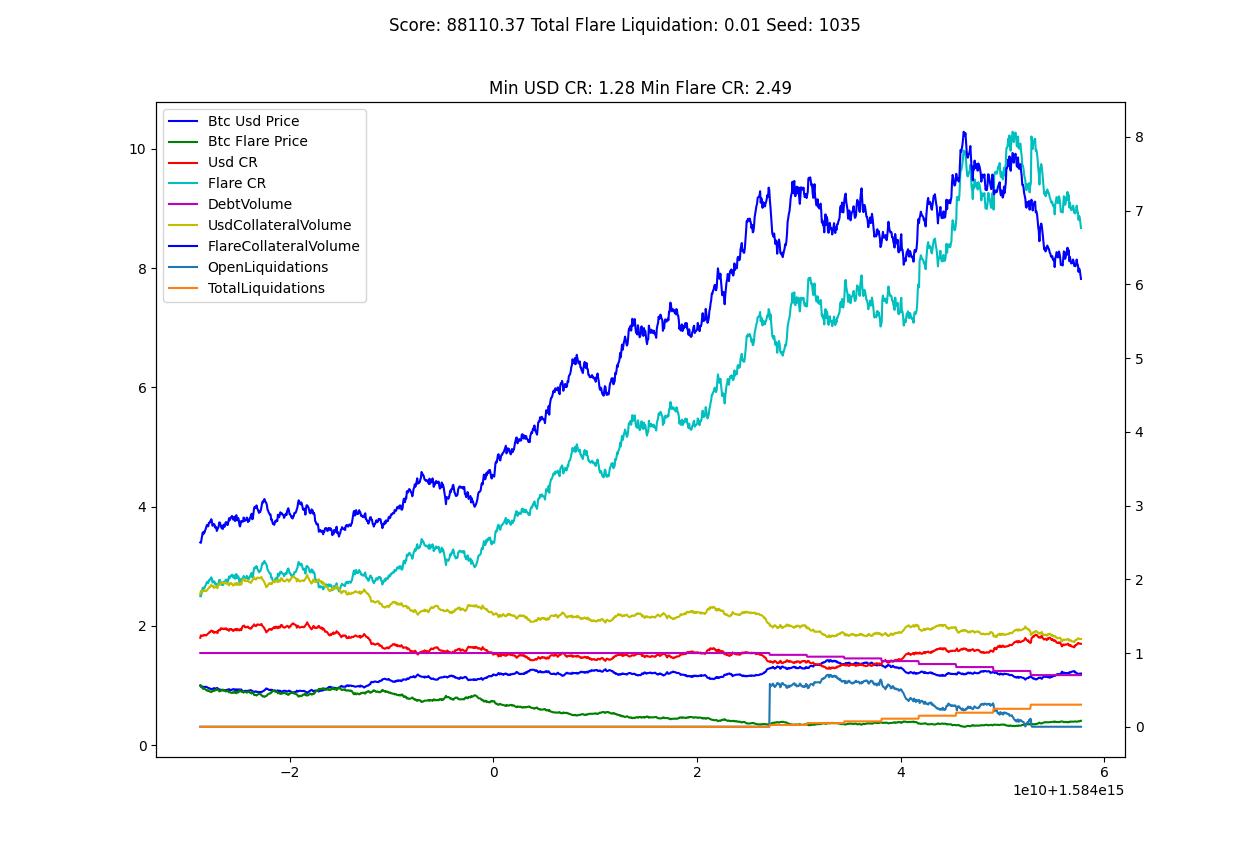 Score: 88110.37 Total Flare Liquidation: 0.01 Seed: 1035
Min USD CR: 1.28 Min Flare CR: 2.49
Btc Usd Price
Btc Flare Price
Usd CR
Flare CR
DebtVolume
UsdCollateralVolume
FlareCollateralVolume
OpenLiquidations
TotalLiquidations
10
8
6
4
2
0
8
7
6
5
4
3
2
1
0
−2 0 2 4 6
1e10+1.584e15